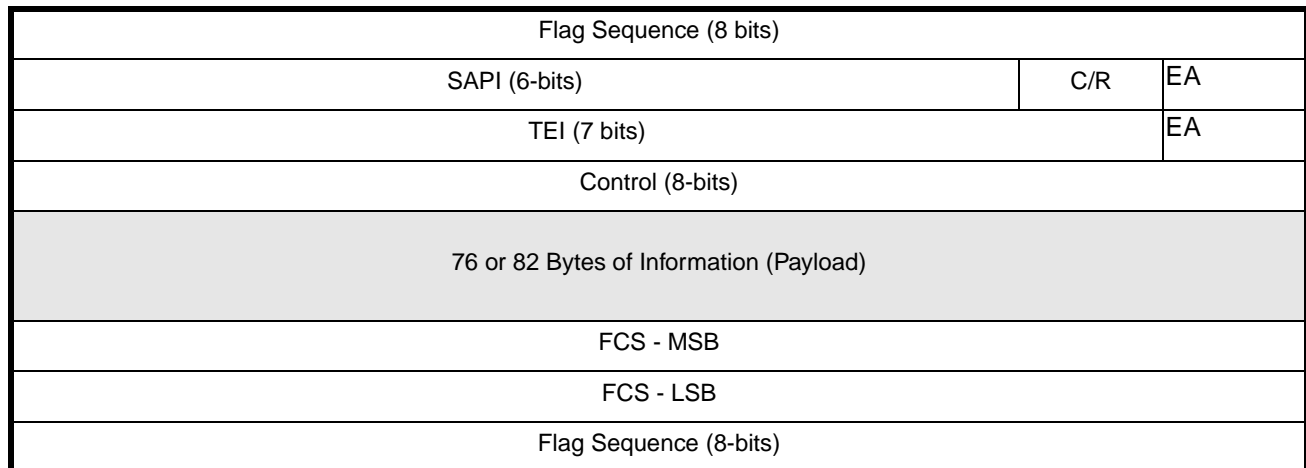 Flag Sequence (8 bits)
SAPI (6-bits) C/R EA
TEI (7 bits) EA
Control (8-bits)
76 or 82 Bytes of Information (Payload)
FCS - MSB
FCS - LSB
Flag Sequence (8-bits)